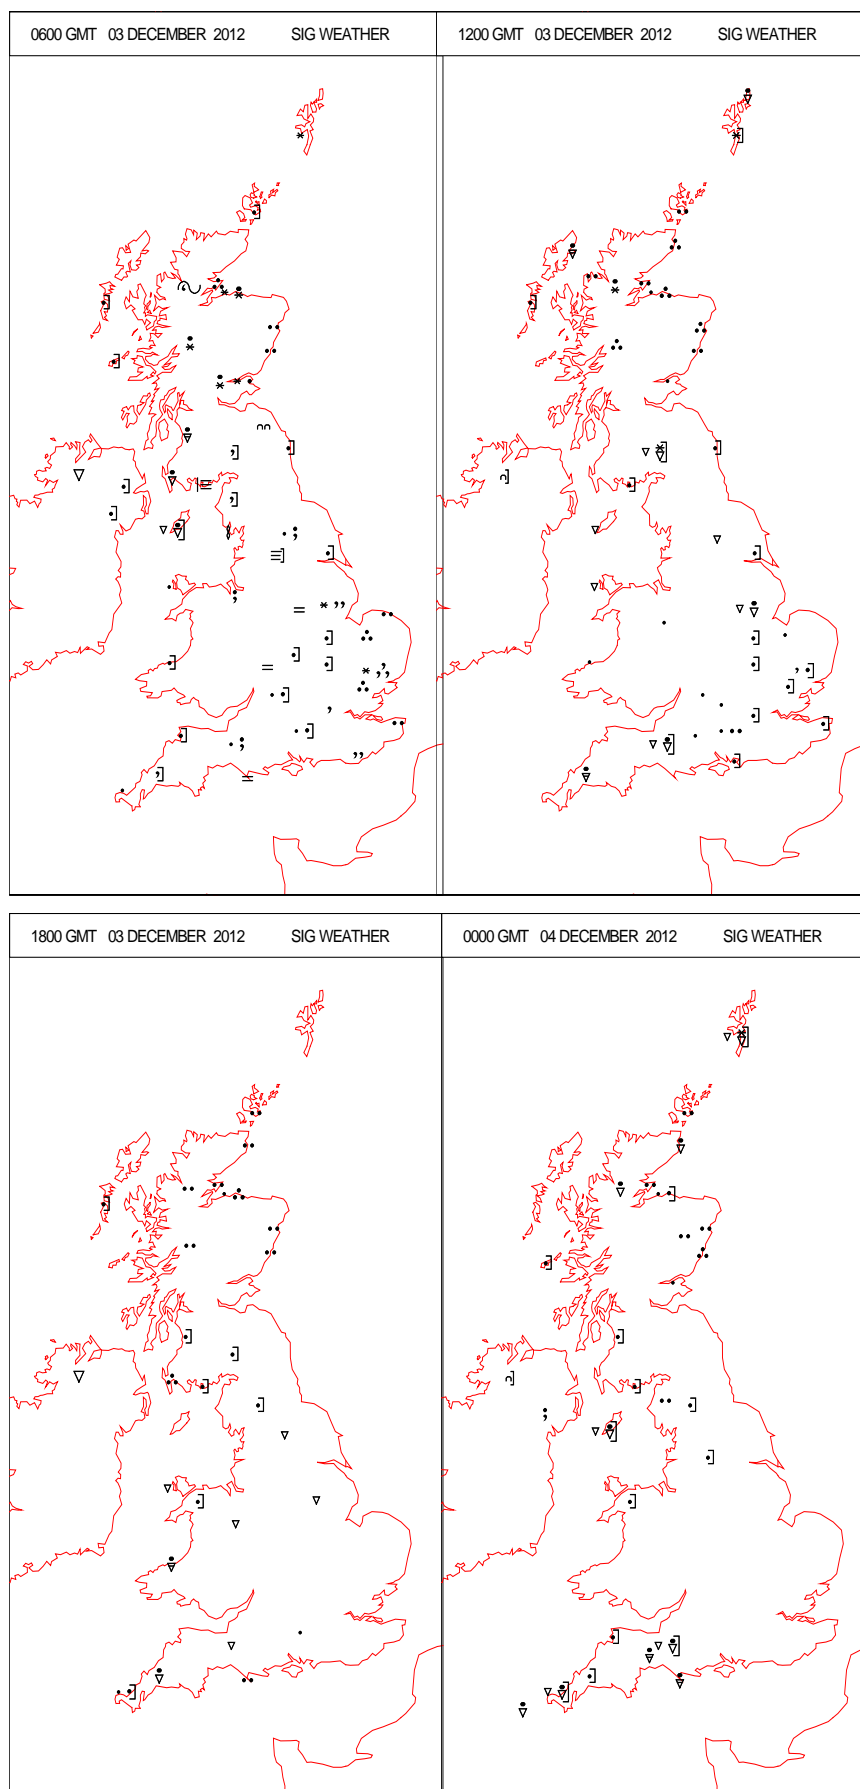 0600 GMT 03 DECEMBER 2012 SIG WEATHER
1200 GMT 03 DECEMBER 2012 SIG WEATHER
1800 GMT 03 DECEMBER 2012 SIG WEATHER
0000 GMT 04 DECEMBER 2012 SIG WEATHER